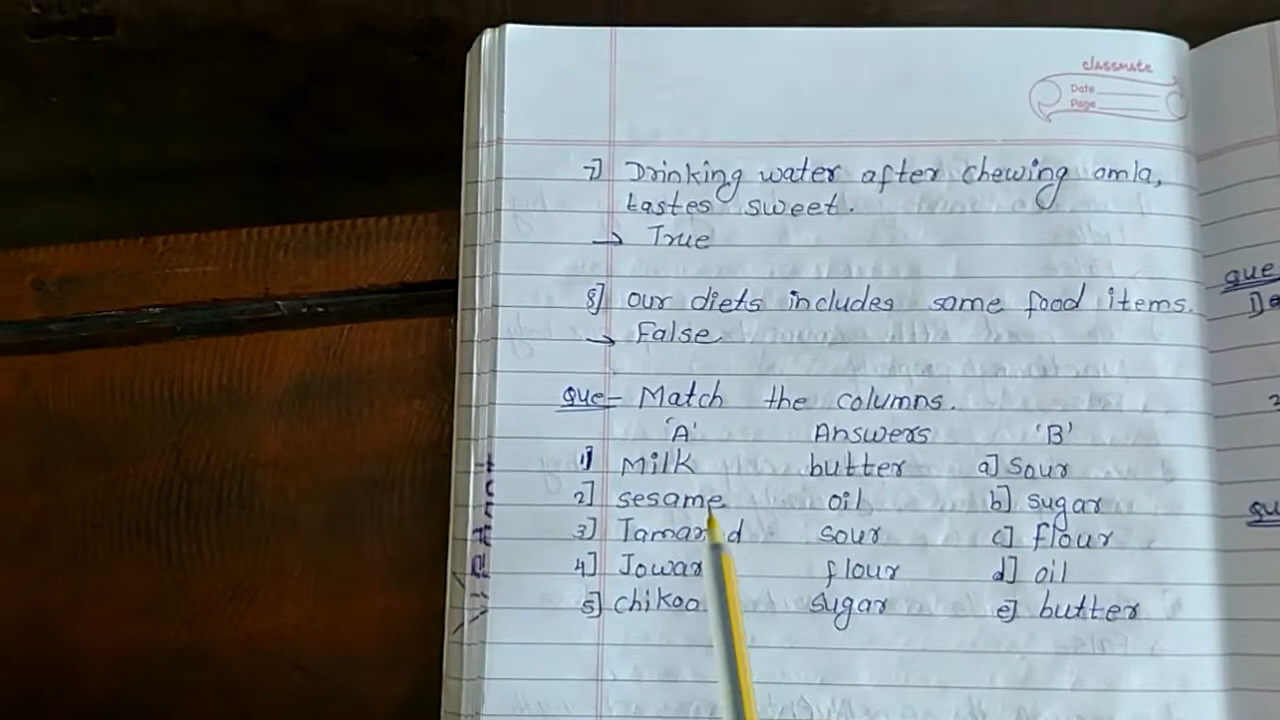 classmate
Date
Page
7] Drinking water after chewing amla,
tastes sweet.
→ True
8] our diets includes same food items.
→ False
Que- Match the columns.
'A' Answers 'B'
1] Milk butter a] sour
2] sesame oil b] sugar
3] sour c] flour
4] Jowar flour d] oil
5] chikoo sugar e] butter
que
1]